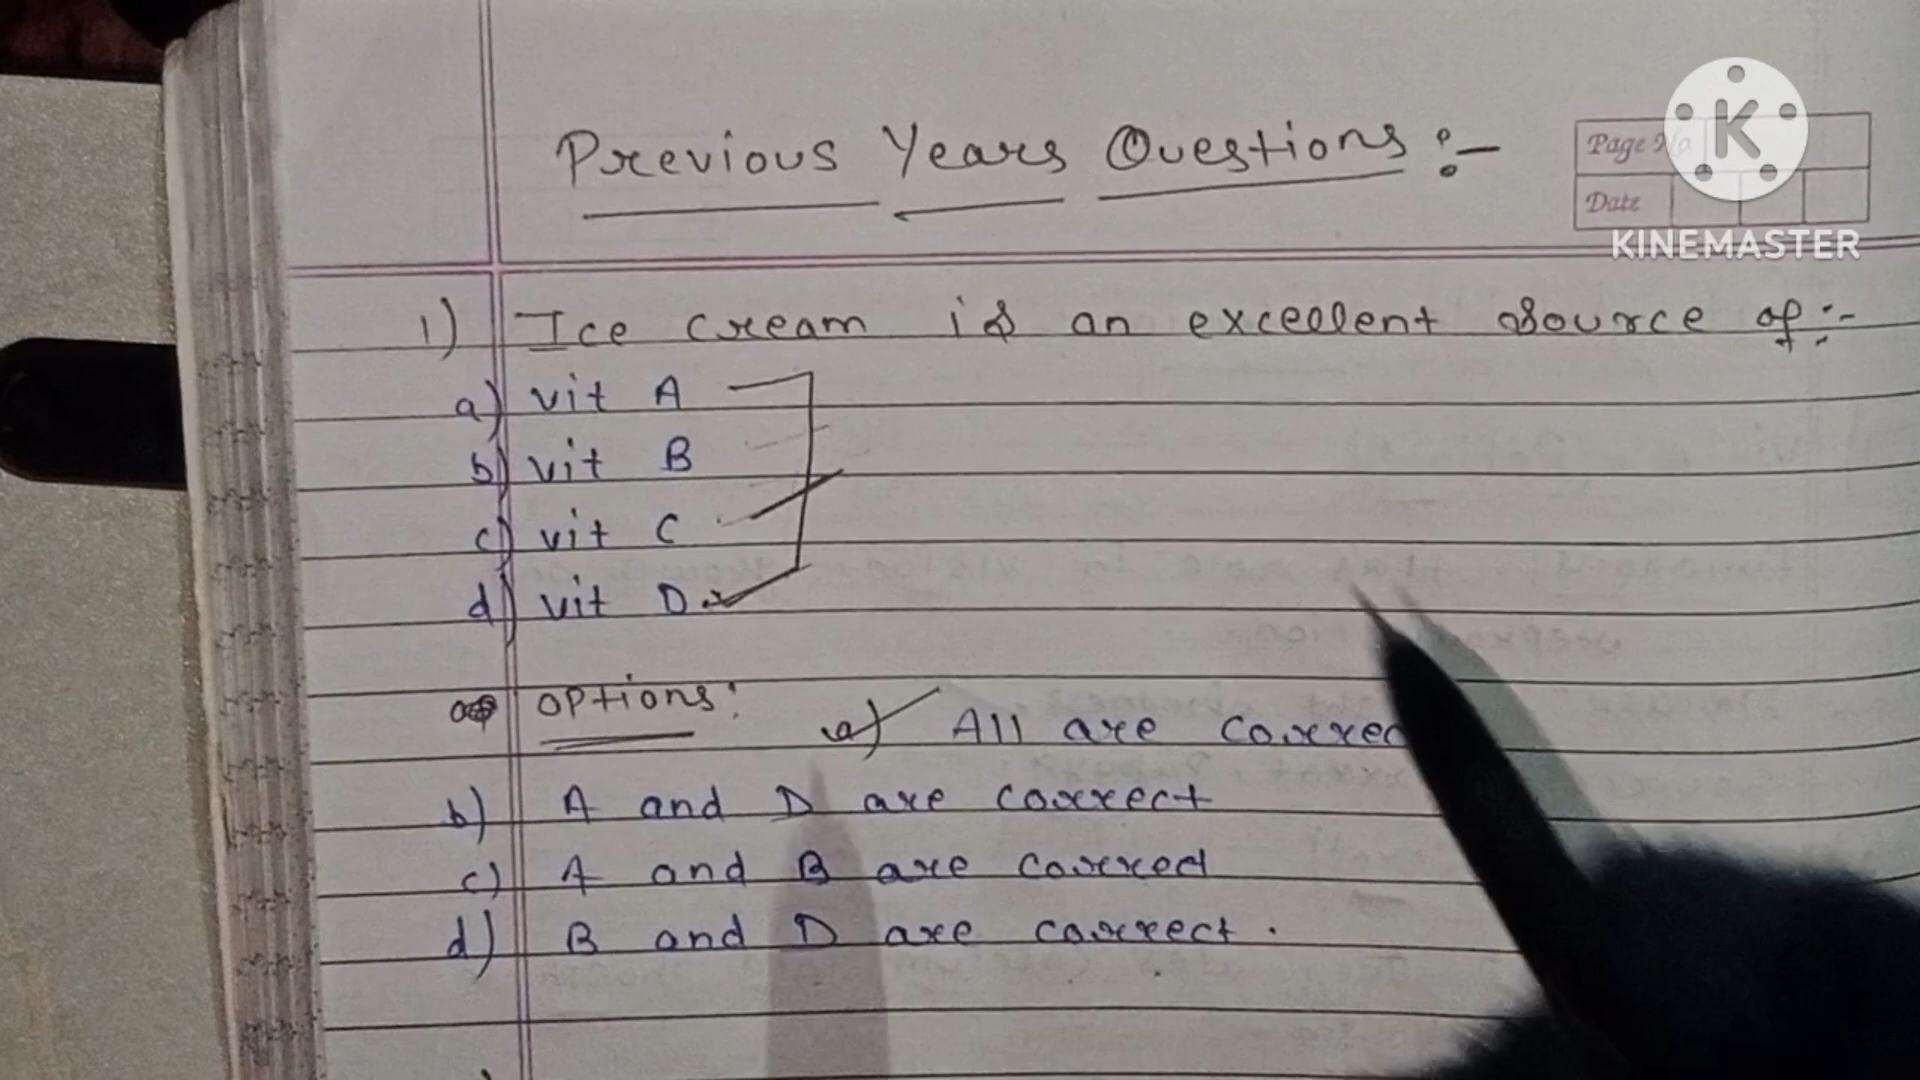 Previous Years Questions :-
Page No
Date
KINEMASTER
1) Ice cream is an excellent source of :-
a) vit A
b) vit B
c) vit C
d) vit D
options:
a) All are correc
b) A and D are correct
c) A and B are correct
d) B and D are correct.